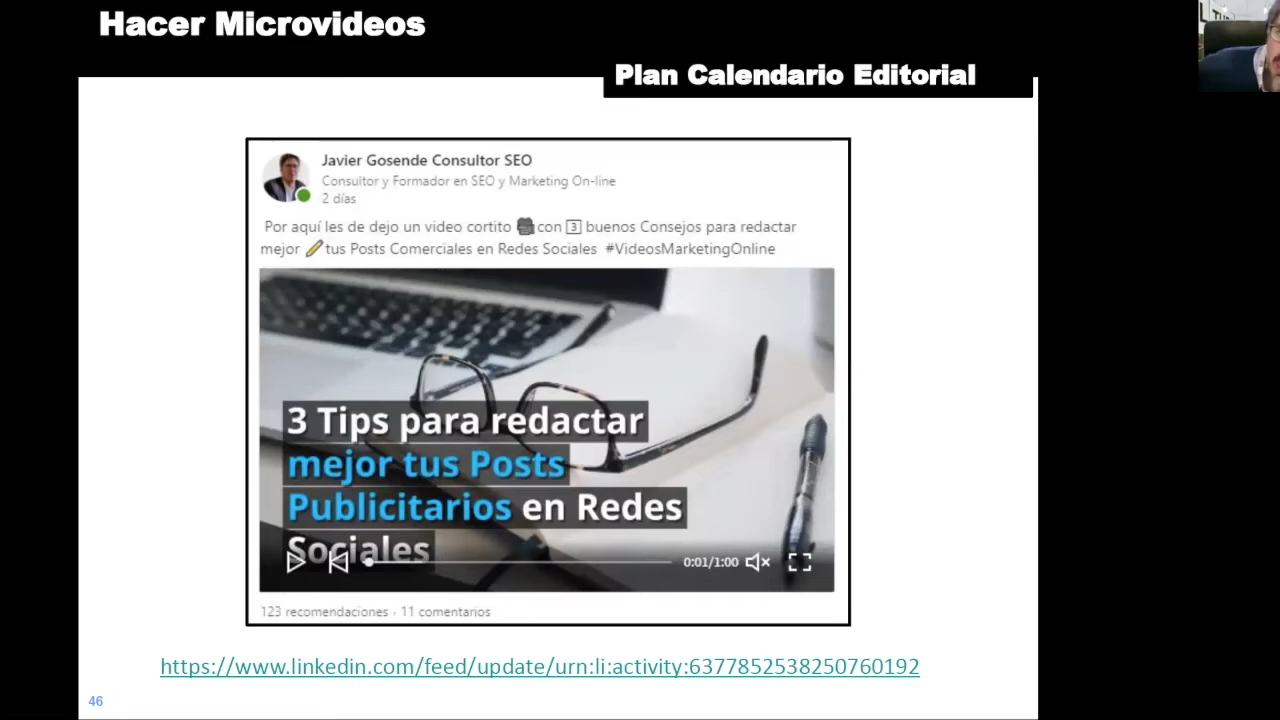 Hacer Microvideos
Plan Calendario Editorial
Javier Gosende Consultor SEO
Consultor y Formador en SEO y Marketing On-line
2 días
Por aquí les de dejo un video cortito con 3 buenos Consejos para redactar
mejor tus Posts Comerciales en Redes Sociales #VideosMarketingOnline
3 Tips para redactar
mejor tus Posts
Publicitarios en Redes
Sociales
0:01/1:00
123 recomendaciones · 11 comentarios
https://www.linkedin.com/feed/update/urn:li:activity:6377852538250760192
46